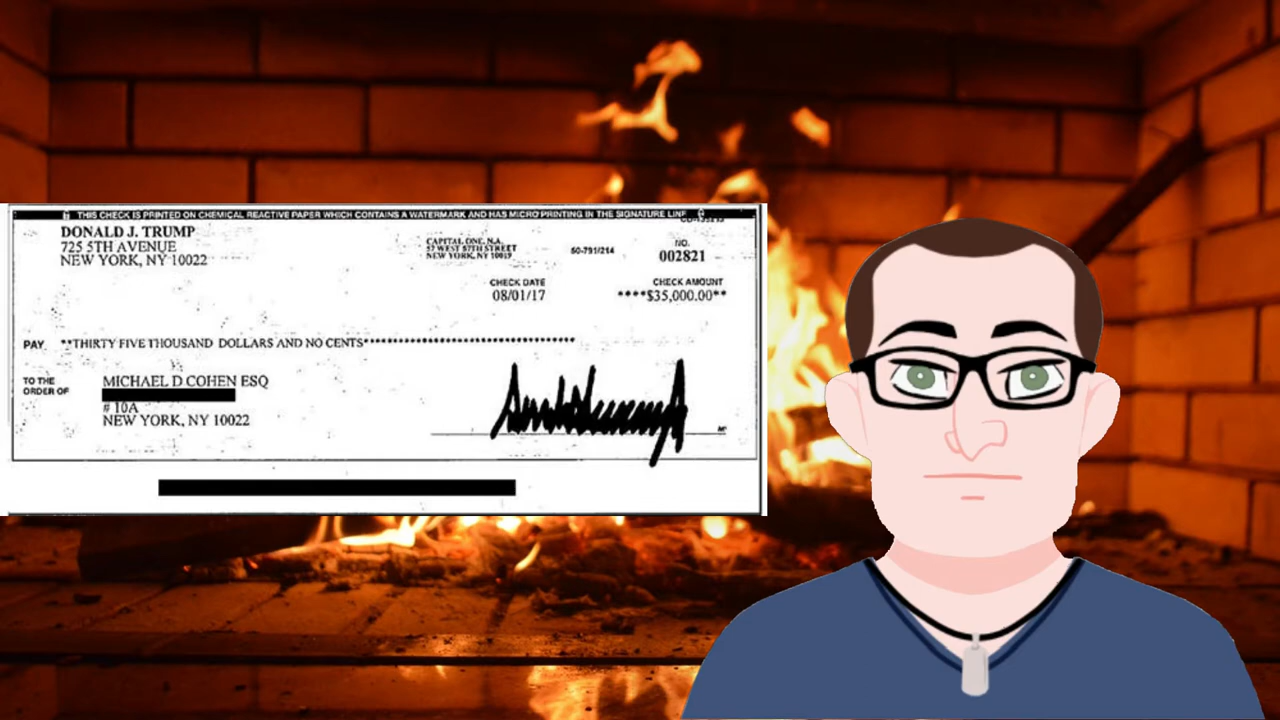 THIS CHECK IS PRINTED ON CHEMICAL REACTIVE PAPER WHICH CONTAINS A WATERMARK AND HAS MICRO PRINTING IN THE SIGNATURE LINE
DONALD J. TRUMP
725 5TH AVENUE
NEW YORK, NY 10022
CAPITAL ONE, N.A.
57 WEST 57TH STREET
NEW YORK, NY 10019
50-791/214
NO.
002821
CHECK DATE
08/01/17
CHECK AMOUNT
****$35,000.00**
PAY **THIRTY FIVE THOUSAND DOLLARS AND NO CENTS************************************
TO THE
ORDER OF
MICHAEL D COHEN ESQ
# 10A
NEW YORK, NY 10022